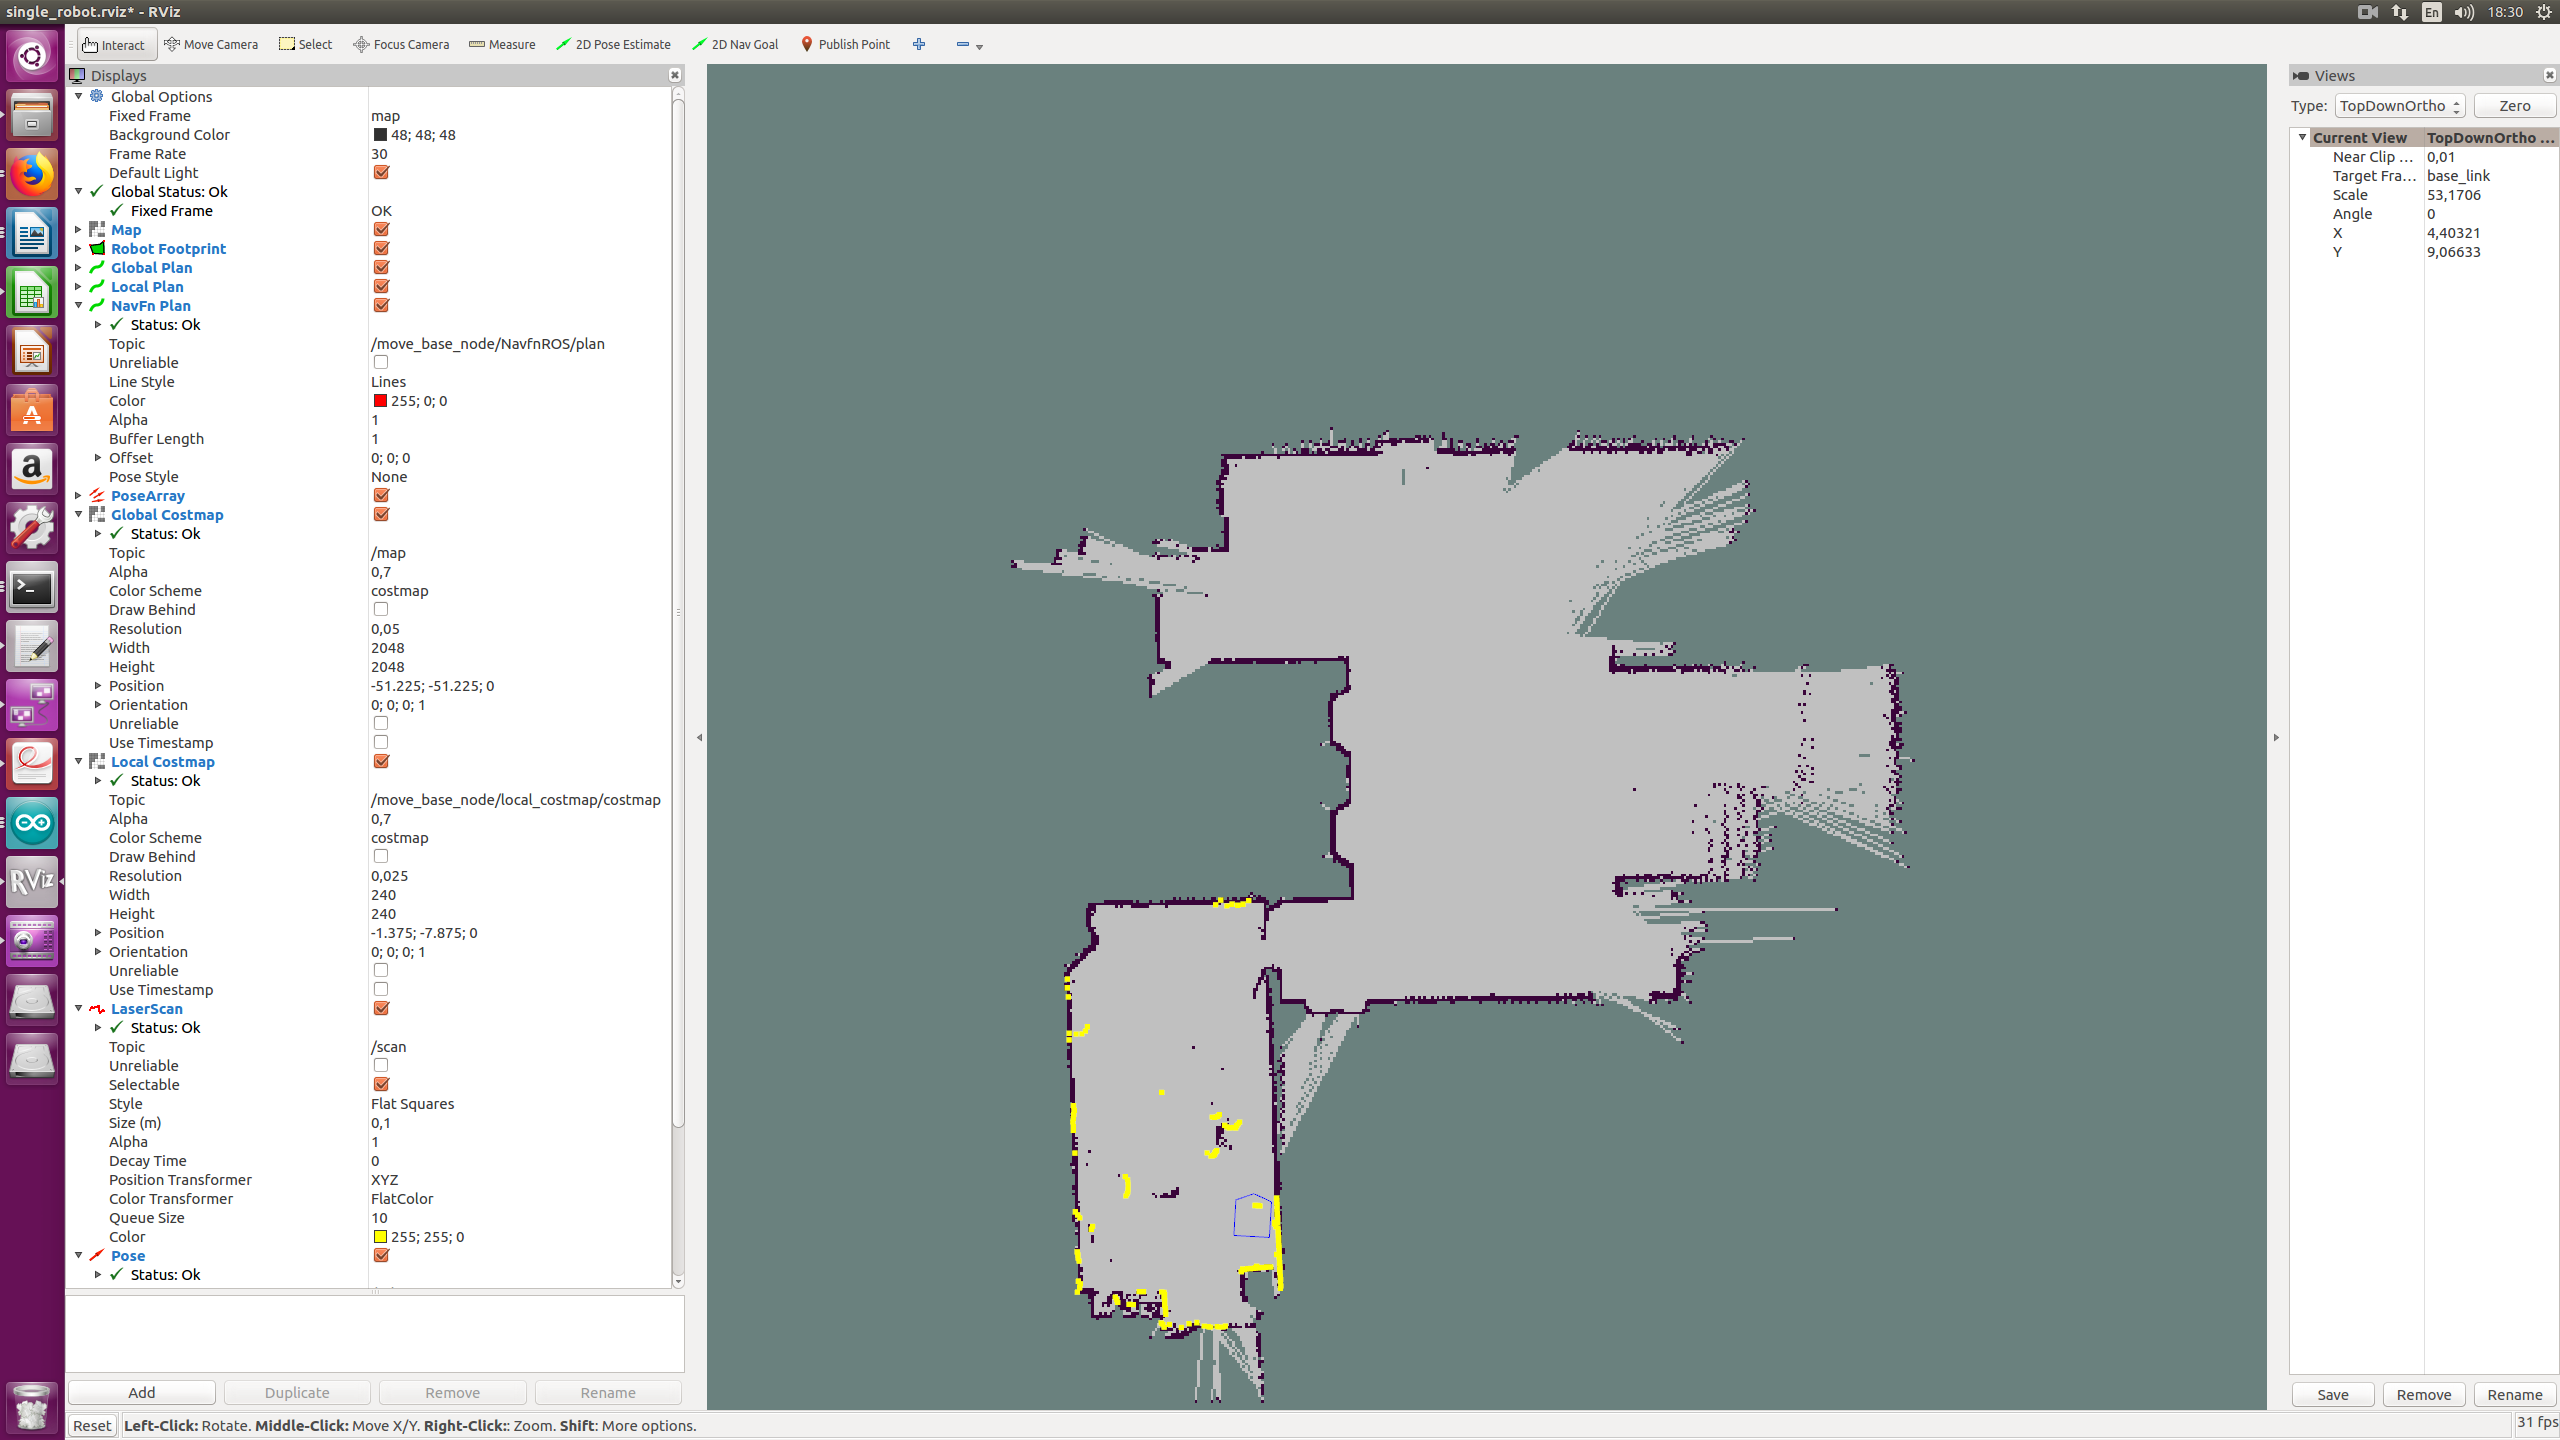 single_robot.rviz* - RViz
En 18:30
Interact Move Camera Select Focus Camera Measure 2D Pose Estimate 2D Nav Goal Publish Point
Displays
Global Options
Fixed Frame map
Background Color 48; 48; 48
Frame Rate 30
Default Light
Global Status: Ok
Fixed Frame OK
Map
Robot Footprint
Global Plan
Local Plan
NavFn Plan
Status: Ok
Topic /move_base_node/NavfnROS/plan
Unreliable
Line Style Lines
Color 255; 0; 0
Alpha 1
Buffer Length 1
Offset 0; 0; 0
Pose Style None
PoseArray
Global Costmap
Status: Ok
Topic /map
Alpha 0,7
Color Scheme costmap
Draw Behind
Resolution 0,05
Width 2048
Height 2048
Position -51.225; -51.225; 0
Orientation 0; 0; 0; 1
Unreliable
Use Timestamp
Local Costmap
Status: Ok
Topic /move_base_node/local_costmap/costmap
Alpha 0,7
Color Scheme costmap
Draw Behind
Resolution 0,025
Width 240
Height 240
Position -1.375; -7.875; 0
Orientation 0; 0; 0; 1
Unreliable
Use Timestamp
LaserScan
Status: Ok
Topic /scan
Unreliable
Selectable
Style Flat Squares
Size (m) 0,1
Alpha 1
Decay Time 0
Position Transformer XYZ
Color Transformer FlatColor
Queue Size 10
Color 255; 255; 0
Pose
Status: Ok
Add Duplicate Remove Rename
Reset Left-Click: Rotate. Middle-Click: Move X/Y. Right-Click:: Zoom. Shift: More options.
31 fps
Views
Type: TopDownOrtho Zero
Current View TopDownOrtho ...
Near Clip ... 0,01
Target Fra... base_link
Scale 53,1706
Angle 0
X 4,40321
Y 9,06633
Save Remove Rename
RViz